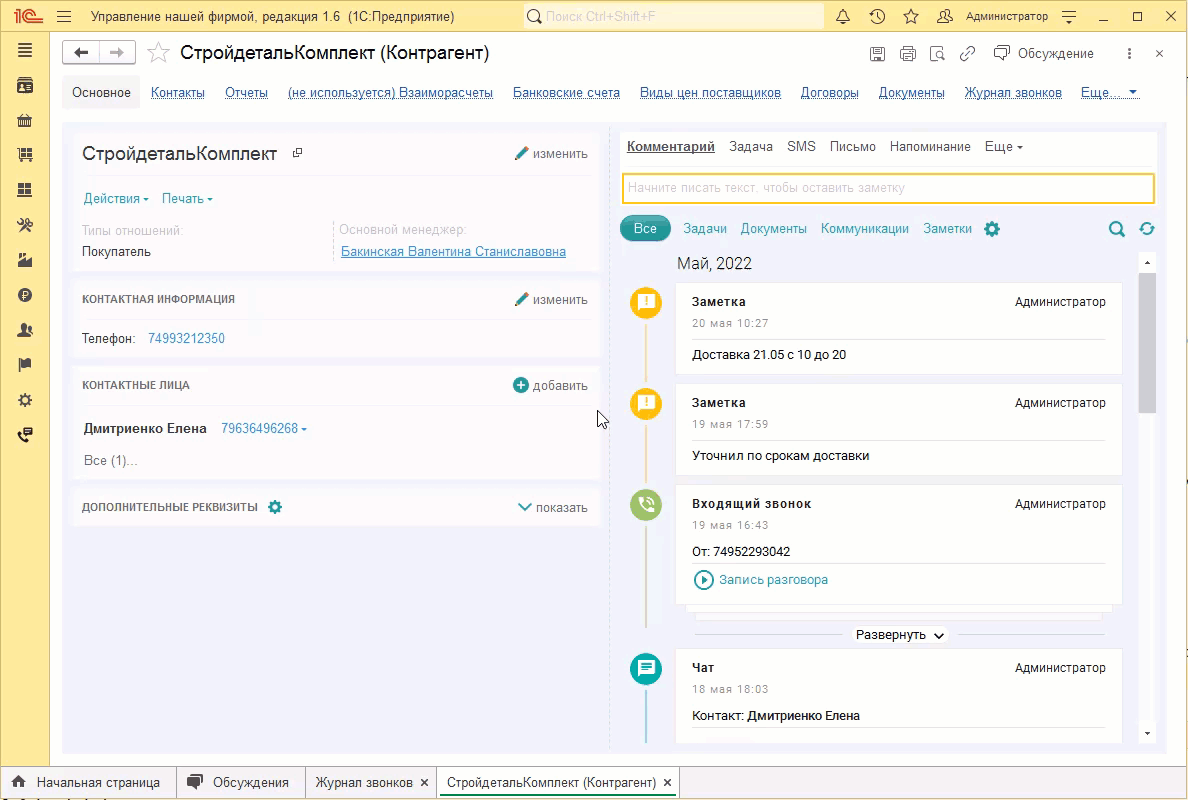 1С Управление нашей фирмой, редакция 1.6 (1С:Предприятие) Поиск Ctrl+Shift+F Администратор
СтройдетальКомплект (Контрагент) Обсуждение
Основное Контакты Отчеты (не используется) Взаиморасчеты Банковские счета Виды цен поставщиков Договоры Документы Журнал звонков Еще...
СтройдетальКомплект изменить
Действия Печать
Типы отношений: Основной менеджер:
Покупатель Бакинская Валентина Станиславовна
КОНТАКТНАЯ ИНФОРМАЦИЯ изменить
Телефон: 74993212350
КОНТАКТНЫЕ ЛИЦА добавить
Дмитриенко Елена 79636496268
Все (1)...
ДОПОЛНИТЕЛЬНЫЕ РЕКВИЗИТЫ показать
Комментарий Задача SMS Письмо Напоминание Еще
Начните писать текст. чтобы оставить заметку
Все Задачи Документы Коммуникации Заметки
Май, 2022
Заметка Администратор
20 мая 10:27
Доставка 21.05 с 10 до 20
Заметка Администратор
19 мая 17:59
Уточнил по срокам доставки
Входящий звонок Администратор
19 мая 16:43
От: 74952293042
Запись разговора
Развернуть
Чат Администратор
18 мая 18:03
Контакт: Дмитриенко Елена
Начальная страница Обсуждения Журнал звонков СтройдетальКомплект (Контрагент)